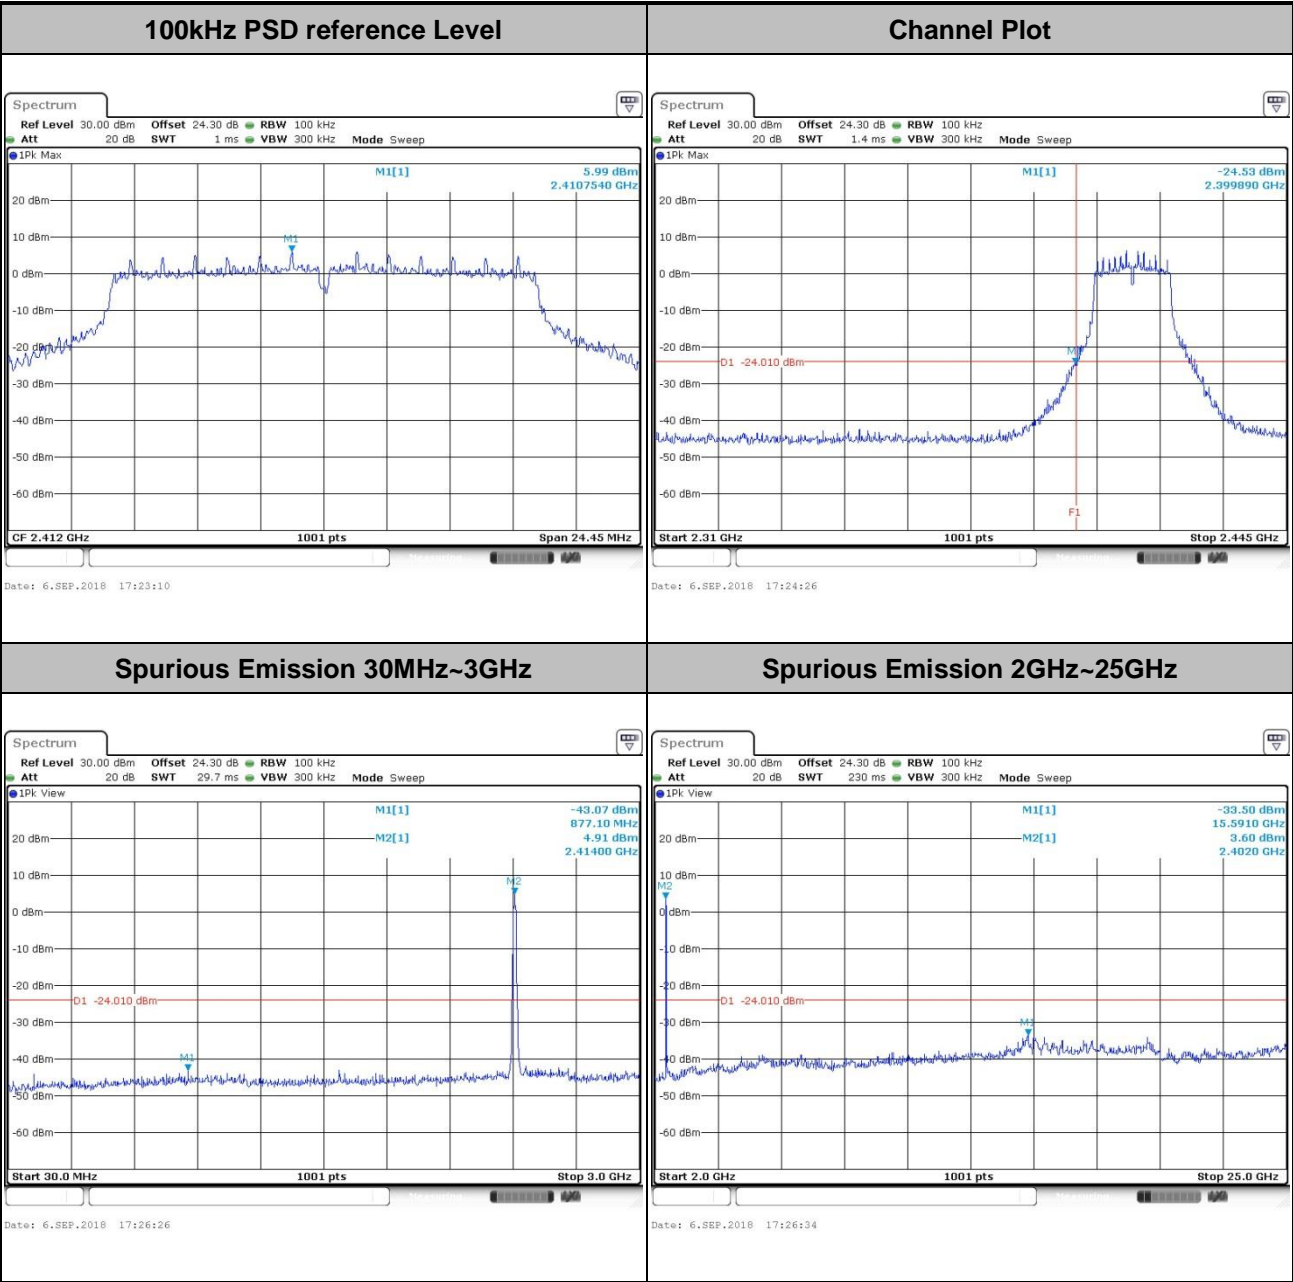 100kHz PSD reference Level
Channel Plot
Spectrum
Ref Level 30.00 dBm Offset 24.30 dB RBW 100 kHz
Att 20 dB SWT 1 ms VBW 300 kHz Mode Sweep
1Pk Max
M1[1] 5.99 dBm
2.4107540 GHz
20 dBm
10 dBm
M1
0 dBm
-10 dBm
-20 dBm
-30 dBm
-40 dBm
-50 dBm
-60 dBm
CF 2.412 GHz 1001 pts Span 24.45 MHz
Date: 6.SEP.2018 17:23:10
Spectrum
Ref Level 30.00 dBm Offset 24.30 dB RBW 100 kHz
Att 20 dB SWT 1.4 ms VBW 300 kHz Mode Sweep
1Pk Max
M1[1] -24.53 dBm
2.399890 GHz
20 dBm
10 dBm
0 dBm
-10 dBm
-20 dBm
D1 -24.010 dBm
-30 dBm
-40 dBm
-50 dBm
-60 dBm
F1
Start 2.31 GHz 1001 pts Stop 2.445 GHz
Date: 6.SEP.2018 17:24:26
Spurious Emission 30MHz~3GHz
Spurious Emission 2GHz~25GHz
Spectrum
Ref Level 30.00 dBm Offset 24.30 dB RBW 100 kHz
Att 20 dB SWT 29.7 ms VBW 300 kHz Mode Sweep
1Pk View
M1[1] -43.07 dBm
877.10 MHz
M2[1] 4.91 dBm
2.41400 GHz
20 dBm
10 dBm
M2
0 dBm
-10 dBm
-20 dBm
D1 -24.010 dBm
-30 dBm
-40 dBm
M1
-50 dBm
-60 dBm
Start 30.0 MHz 1001 pts Stop 3.0 GHz
Date: 6.SEP.2018 17:26:26
Spectrum
Ref Level 30.00 dBm Offset 24.30 dB RBW 100 kHz
Att 20 dB SWT 230 ms VBW 300 kHz Mode Sweep
1Pk View
M1[1] -33.50 dBm
15.5910 GHz
M2[1] 3.60 dBm
2.4020 GHz
20 dBm
10 dBm
M2
0 dBm
-10 dBm
-20 dBm
D1 -24.010 dBm
-30 dBm
M1
-40 dBm
-50 dBm
-60 dBm
Start 2.0 GHz 1001 pts Stop 25.0 GHz
Date: 6.SEP.2018 17:26:34